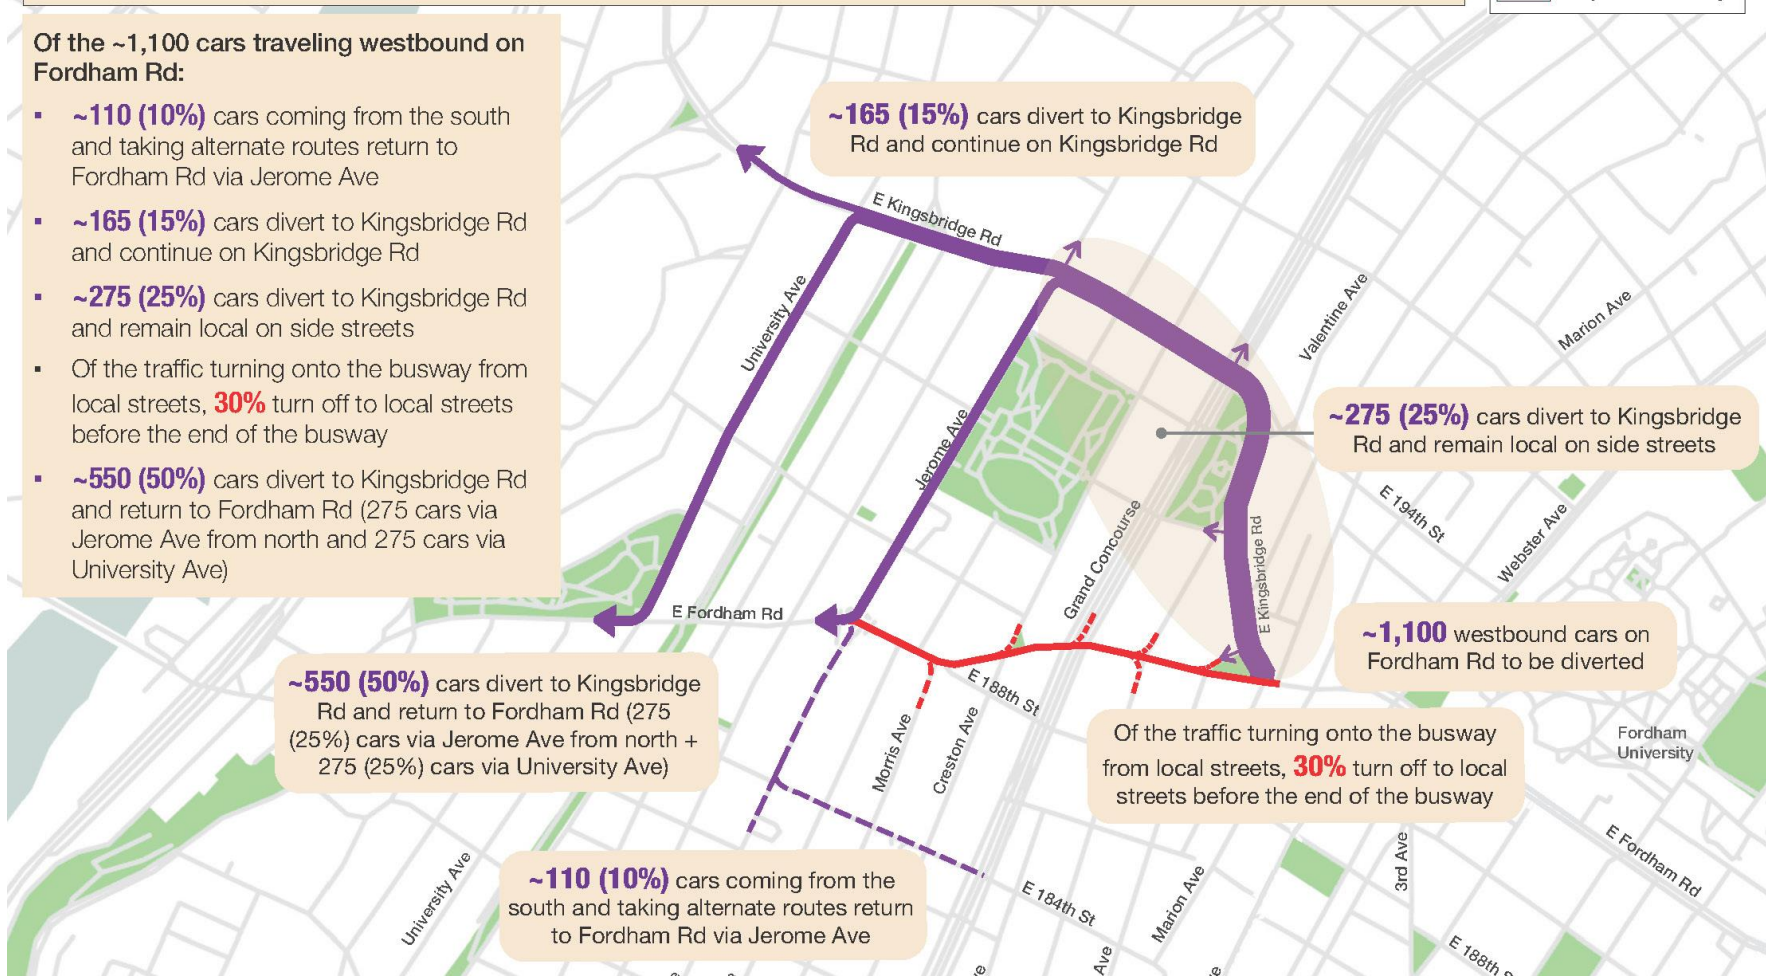 Of the ~1,100 cars traveling westbound on
Fordham Rd:
▪ ~110 (10%) cars coming from the south
and taking alternate routes return to
Fordham Rd via Jerome Ave
▪ ~165 (15%) cars divert to Kingsbridge Rd
and continue on Kingsbridge Rd
▪ ~275 (25%) cars divert to Kingsbridge Rd
and remain local on side streets
▪ Of the traffic turning onto the busway from
local streets, 30% turn off to local streets
before the end of the busway
▪ ~550 (50%) cars divert to Kingsbridge Rd
and return to Fordham Rd (275 cars via
Jerome Ave from north and 275 cars via
University Ave)
~165 (15%) cars divert to Kingsbridge
Rd and continue on Kingsbridge Rd
E Kingsbridge Rd
University Ave
Valentine Ave
Marion Ave
Jerome Ave
~275 (25%) cars divert to Kingsbridge
Rd and remain local on side streets
E 194th St
Webster Ave
Grand Concourse
E Kingsbridge Rd
E Fordham Rd
~1,100 westbound cars on
Fordham Rd to be diverted
~550 (50%) cars divert to Kingsbridge
Rd and return to Fordham Rd (275
(25%) cars via Jerome Ave from north +
275 (25%) cars via University Ave)
E 188th St
Morris Ave
Creston Ave
Of the traffic turning onto the busway
from local streets, 30% turn off to local
streets before the end of the busway
Fordham
University
~110 (10%) cars coming from the
south and taking alternate routes return
to Fordham Rd via Jerome Ave
University Ave
E 184th St
Marion Ave
3rd Ave
E Fordham Rd
E 188th S
Ave